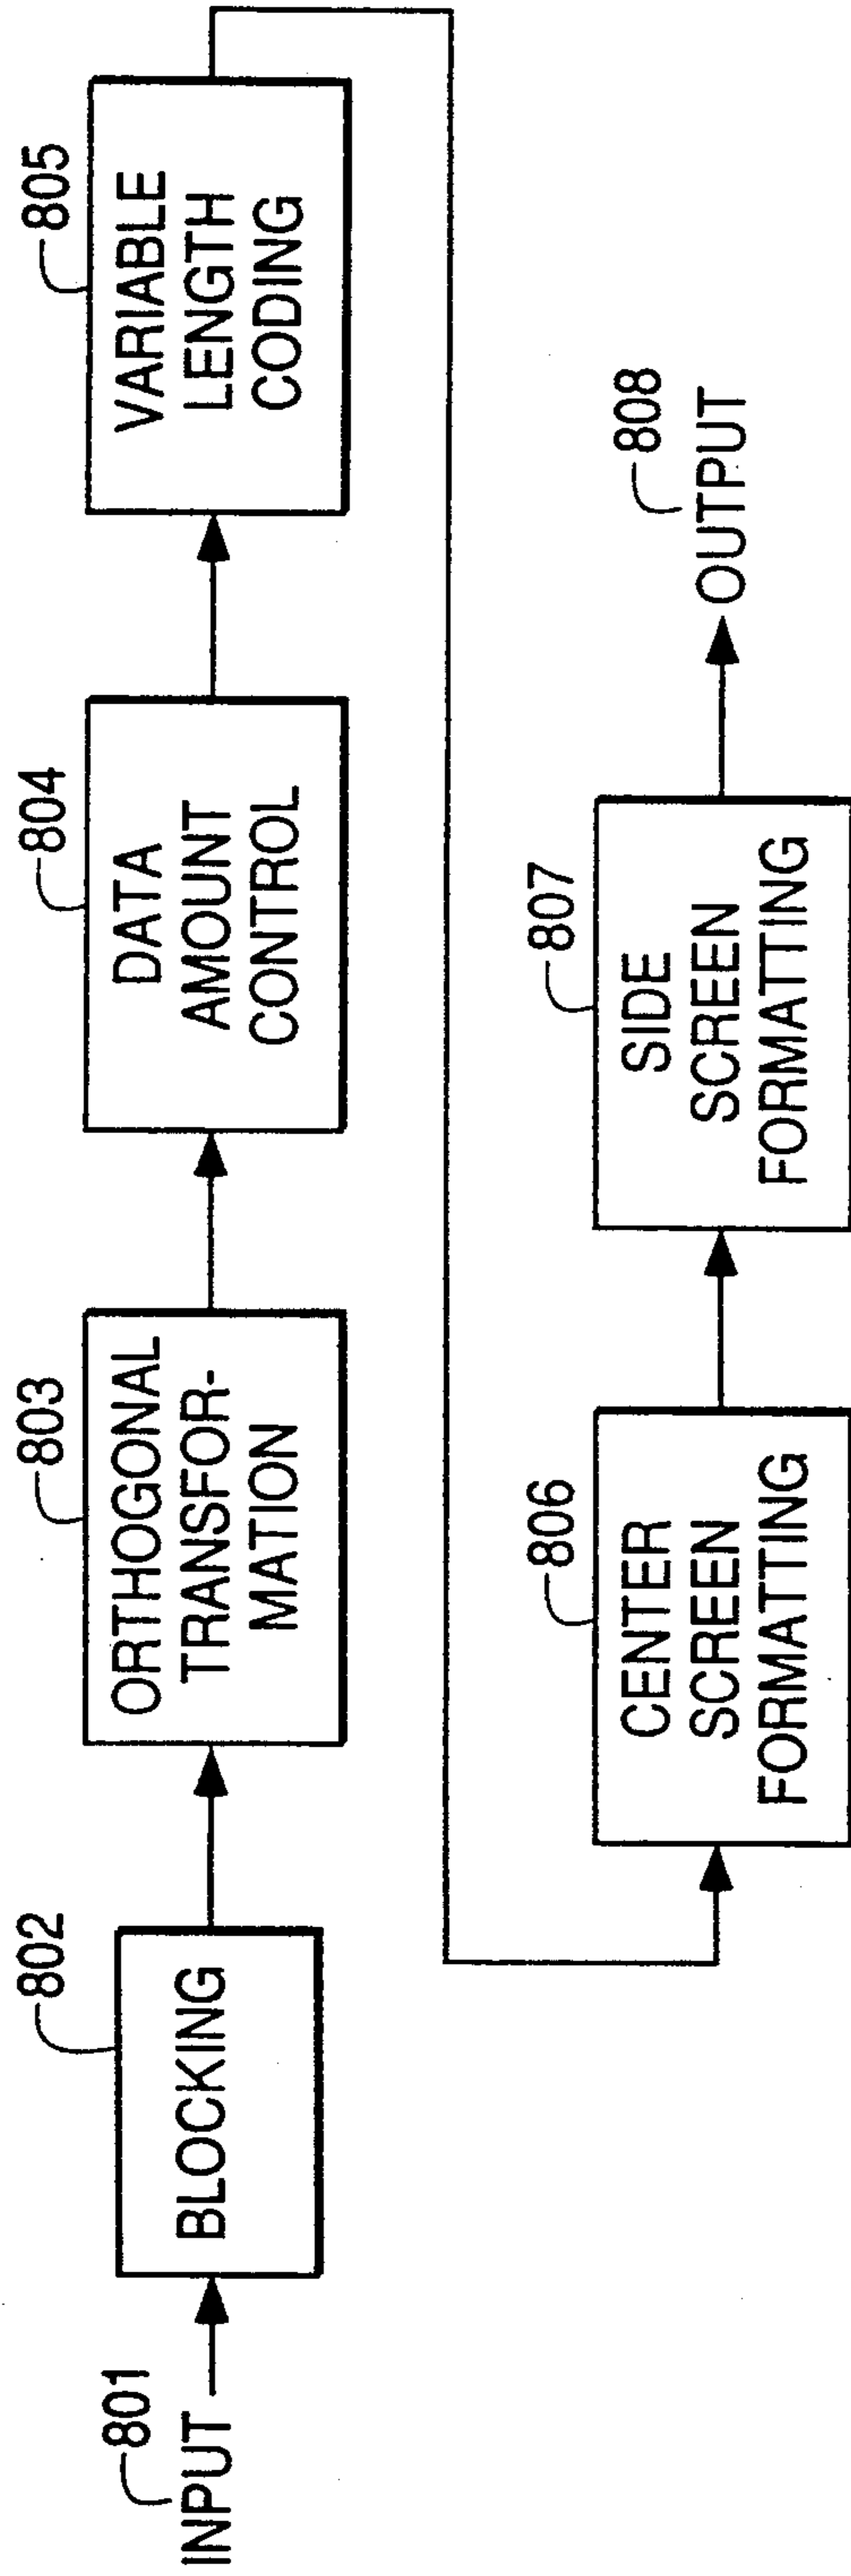 801
INPUT
802
BLOCKING
803
ORTHOGONAL
TRANSFOR-
MATION
804
DATA
AMOUNT
CONTROL
805
VARIABLE
LENGTH
CODING
806
CENTER
SCREEN
FORMATTING
807
SIDE
SCREEN
FORMATTING
808
OUTPUT